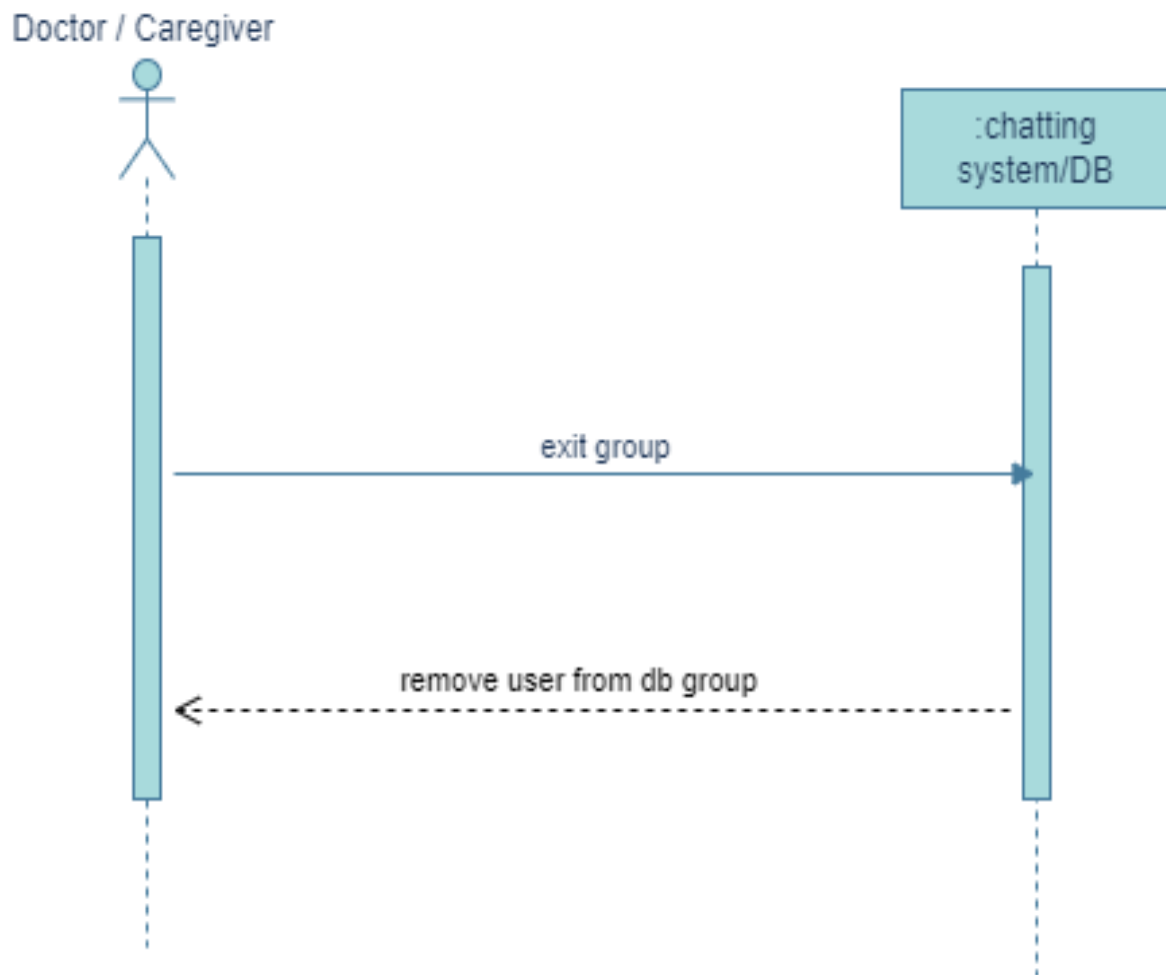 Doctor / Caregiver
:chatting
system/DB
exit group
remove user from db group